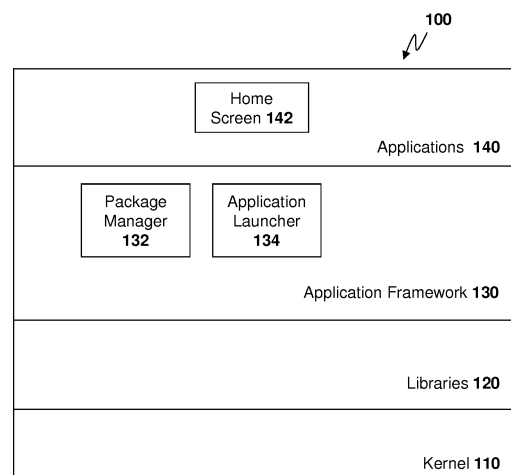 100
Home
Screen 142
Applications 140
Package
Manager
132
Application
Launcher
134
Application Framework 130
Libraries 120
Kernel 110